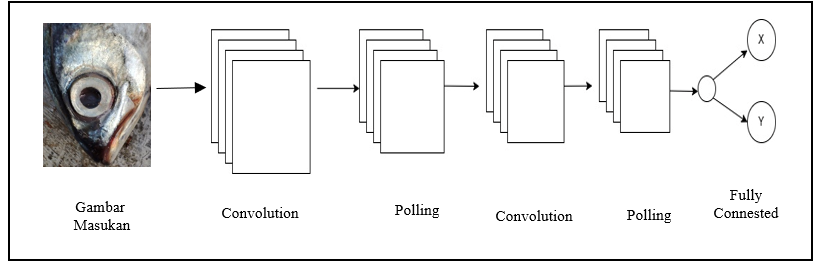 X
Y
Gambar
Masukan
Convolution
Polling
Convolution
Polling
Fully
Connested